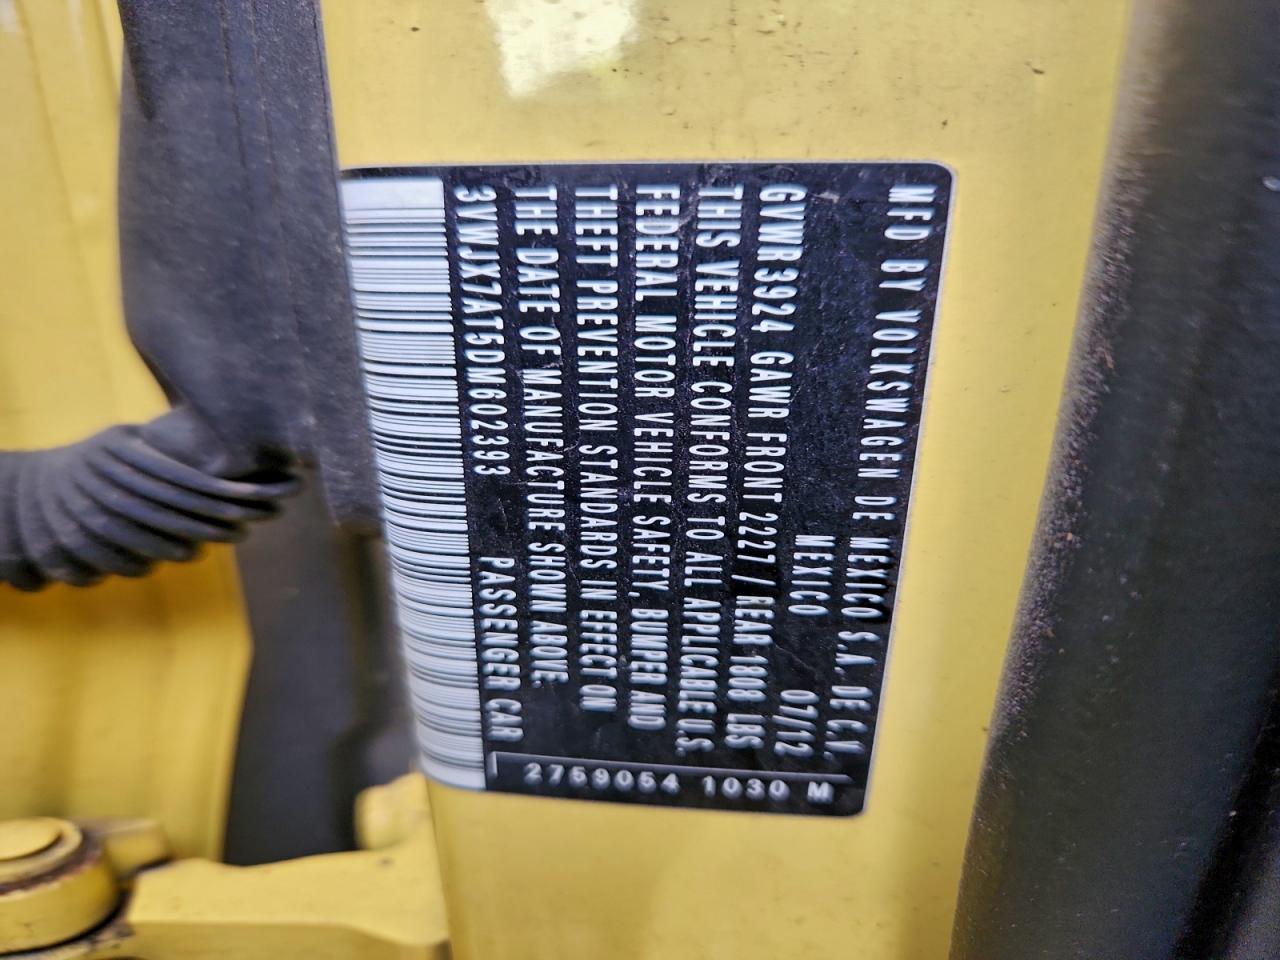 MFD BY VOLKSWAGEN DE MEXICO S.A. DE C.V.
MEXICO 07/12
GVWR 3924 GAWR FRONT 2227 / REAR 1808 LBS
THIS VEHICLE CONFORMS TO ALL APPLICABLE U.S.
FEDERAL MOTOR VEHICLE SAFETY, BUMPER AND
THEFT PREVENTION STANDARDS IN EFFECT ON
THE DATE OF MANUFACTURE SHOWN ABOVE.
3VWJX7AT5DM602393 PASSENGER CAR
2759054 1030 M